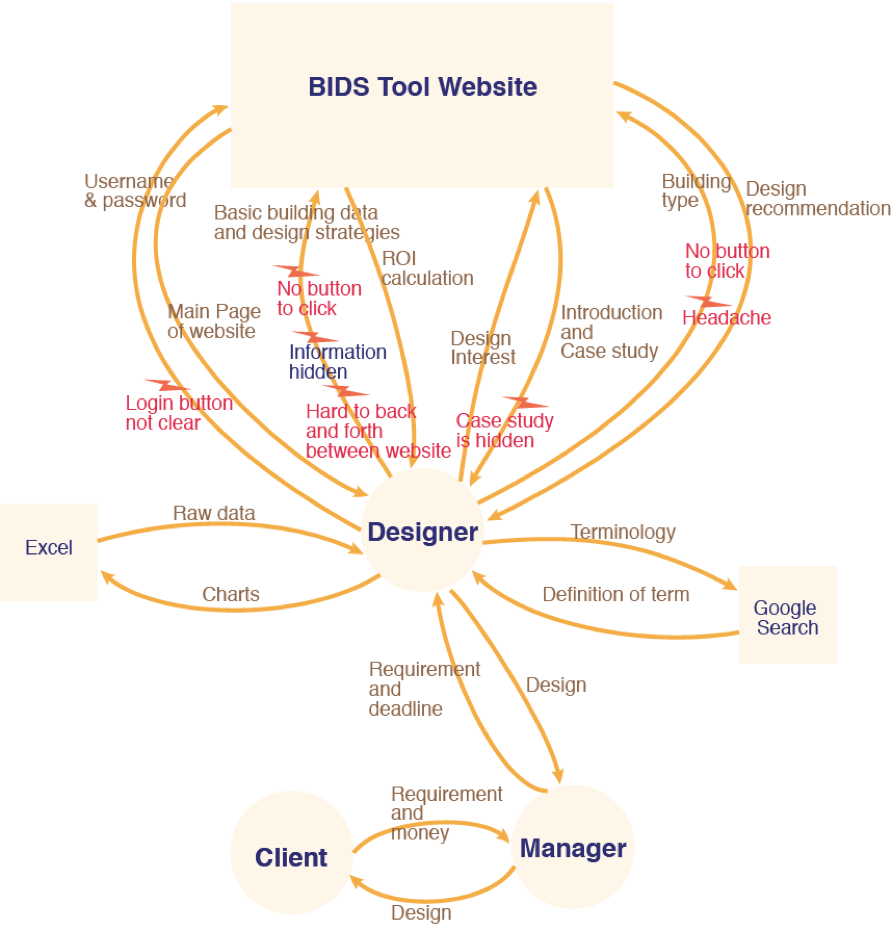 BIDS Tool Website
Username
& password
Building
type
Design
recommendation
Basic building data
and design strategies
ROI
calculation
No button
to click
No button
to click
Main Page
of website
Introduction
and
Case study
Headache
Design
Interest
Information
hidden
Login button
not clear
Hard to back
and forth
between website
Case study
is hidden
Raw data
Designer
Terminology
Excel
Charts
Definition of term
Google
Search
Requirement
and
deadline
Design
Requirement
and
money
Client
Manager
Design